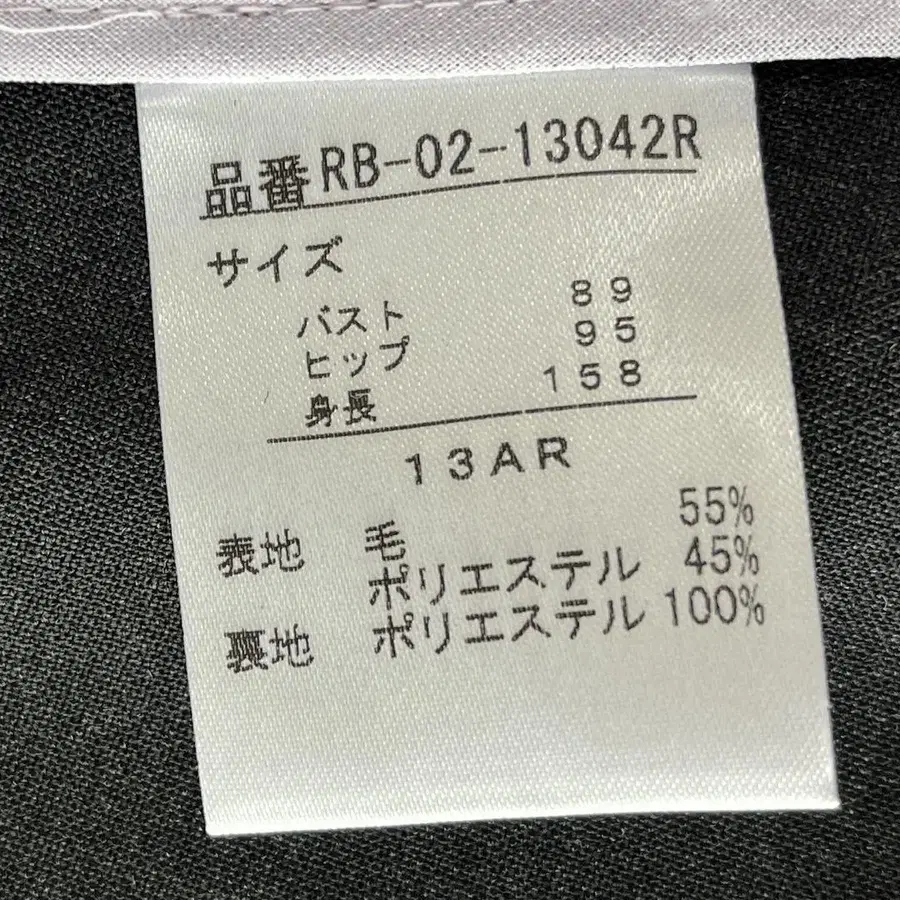 品番RB-02-13042R
サイズ
バスト 89
ヒップ 95
身長 158
13AR
表地 毛 55%
ポリエステル 45%
裏地 ポリエステル 100%